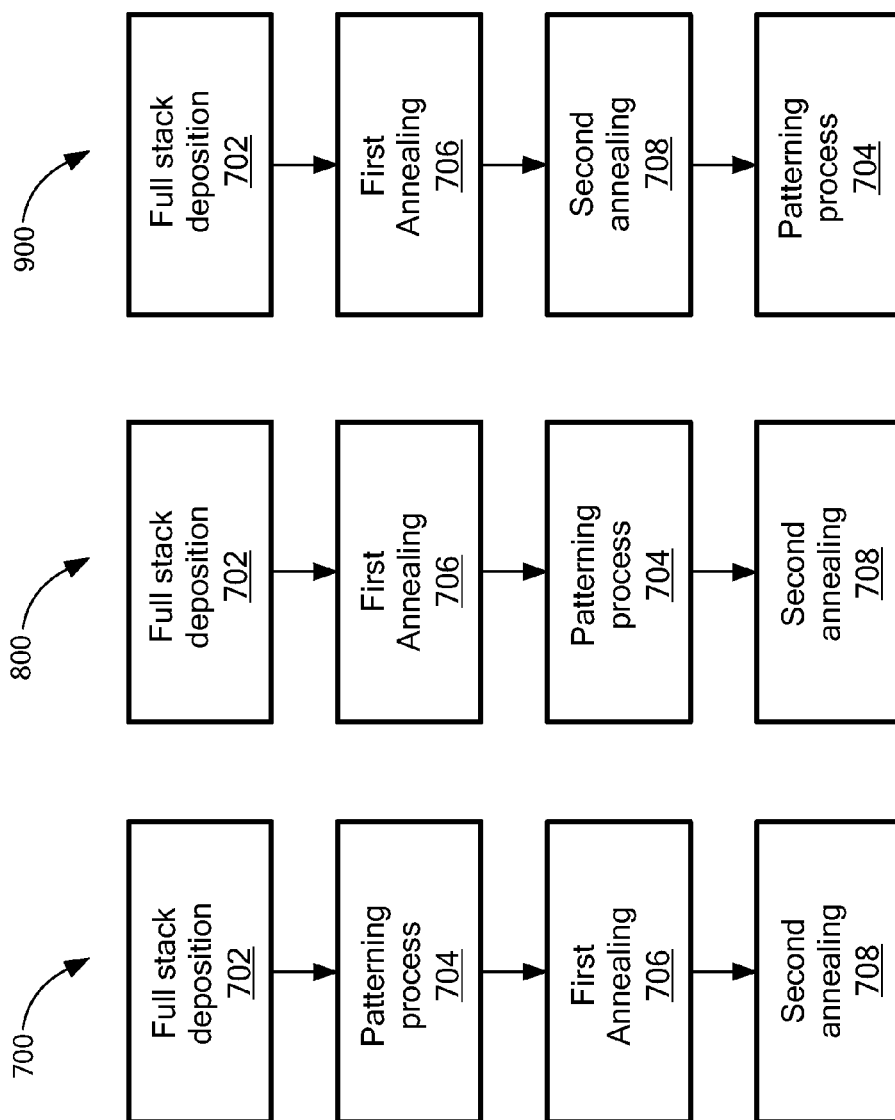 700
Full stack
deposition
702
Patterning
process
704
First
Annealing
706
Second
annealing
708
800
Full stack
deposition
702
First
Annealing
706
Patterning
process
704
Second
annealing
708
900
Full stack
deposition
702
First
Annealing
706
Second
annealing
708
Patterning
process
704